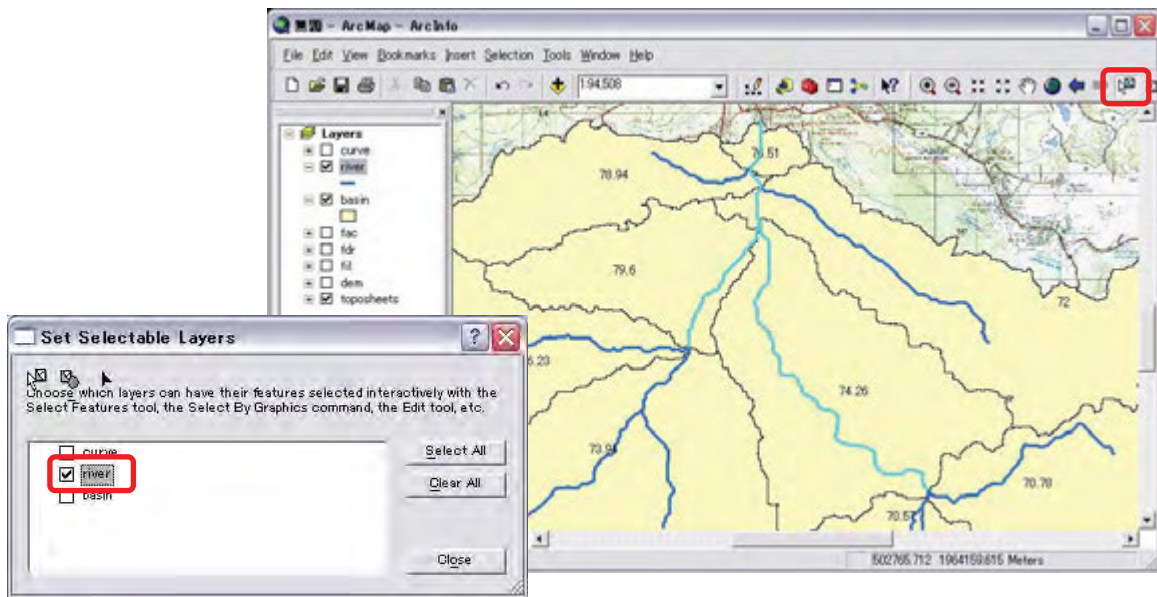 無題 - ArcMap - ArcInfo
File Edit View Bookmarks Insert Selection Tools Window Help
1:94,508
Layers
curve
river
basin
fac
fdr
fil
dem
toposheets
76.51
78.94
79.6
72
74.26
73.91
70.78
70.57
502765.712 1964159.615 Meters
Set Selectable Layers
Choose which layers can have their features selected interactively with the
Select Features tool, the Select By Graphics command, the Edit tool, etc.
curve
river
basin
Select All
Clear All
Close